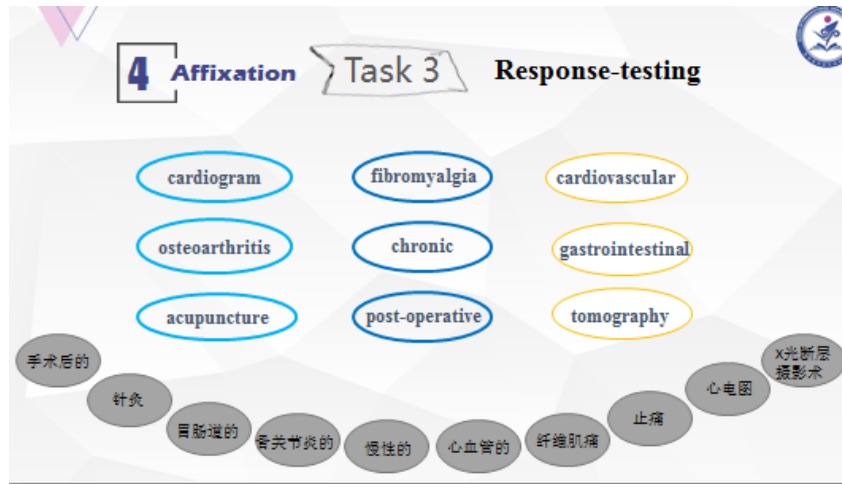 4 Affixation Task 3 Response-testing
cardiogram fibromyalgia cardiovascular
osteoarthritis chronic gastrointestinal
acupuncture post-operative tomography
手术后的
针灸
胃肠道的
骨关节炎的
慢性的
心血管的
纤维肌痛
止痛
心电图
X光断层
摄影术